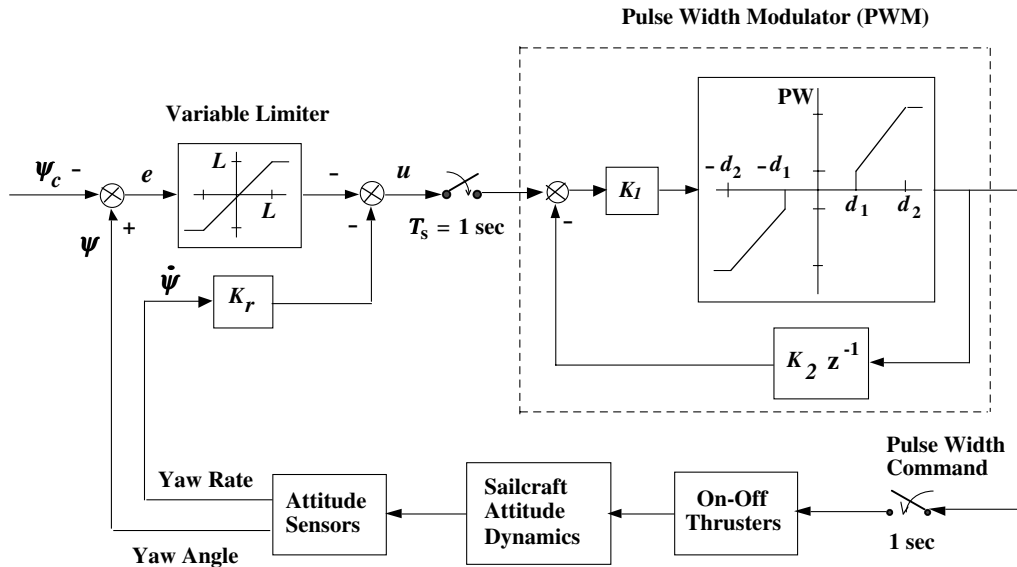 Pulse Width Modulator (PWM)
Variable Limiter
PW
L
L
ψc
-
e
-
u
-
+
ψ
Ts = 1 sec
-
K1
- d2
-d1
d1
d2
ψ̇
Kr
K2 z-1
Yaw Rate
Yaw Angle
Attitude
Sensors
Sailcraft
Attitude
Dynamics
On-Off
Thrusters
Pulse Width
Command
1 sec